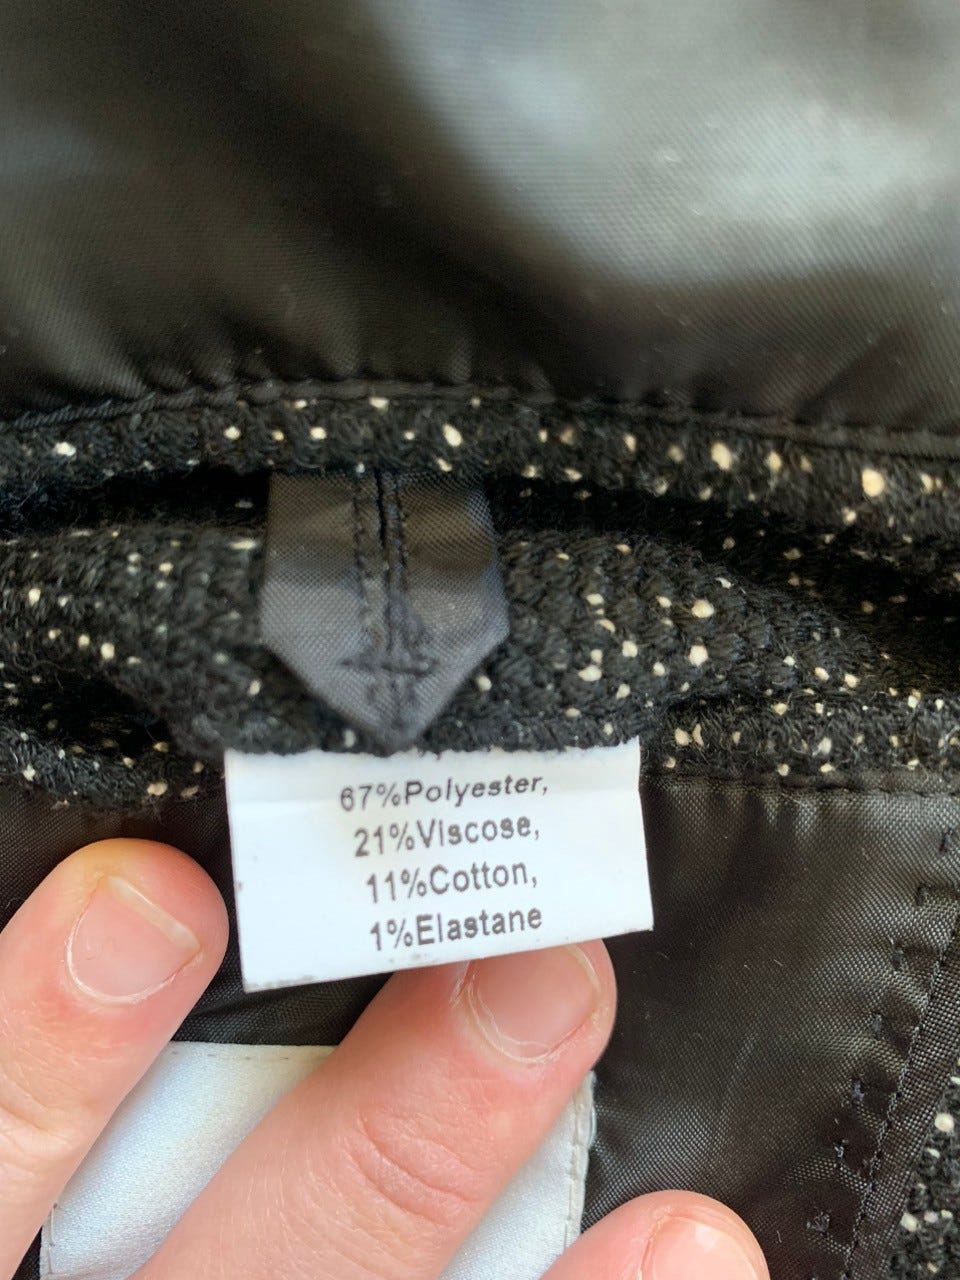 67%Polyester,
21%Viscose,
11%Cotton,
1%Elastane